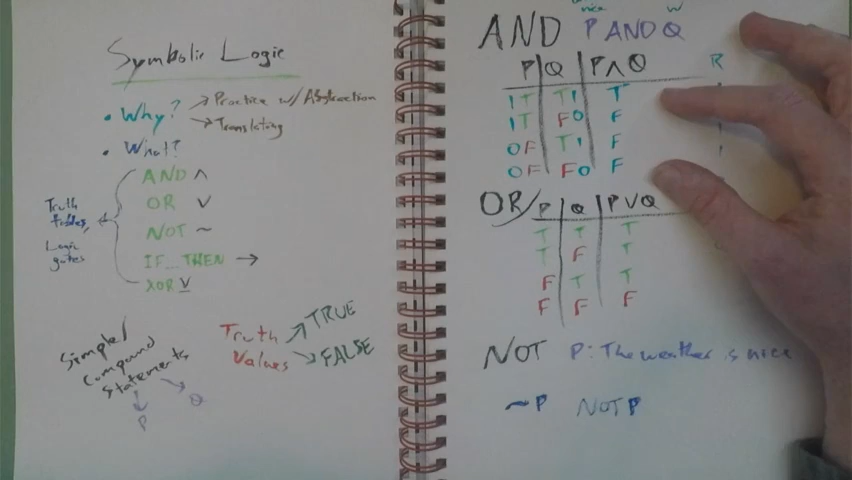 Symbolic Logic
• Why? → Practice w/ Abstraction
→ Translating
• What?
AND ∧
OR ∨
NOT ~
IF...THEN →
XOR ⊻
Truth
tables,
Logic
gates
Simple/
Compound
Statements
P
Q
Truth
Values
TRUE
FALSE
nice
w
AND P AND Q
P Q P∧Q R
1T T1 T
1T F0 F
0F T1 F
0F F0 F
OR/ P Q P∨Q
T T T
T F T
F T T
F F F
NOT P: The weather is nice
~P NOT P